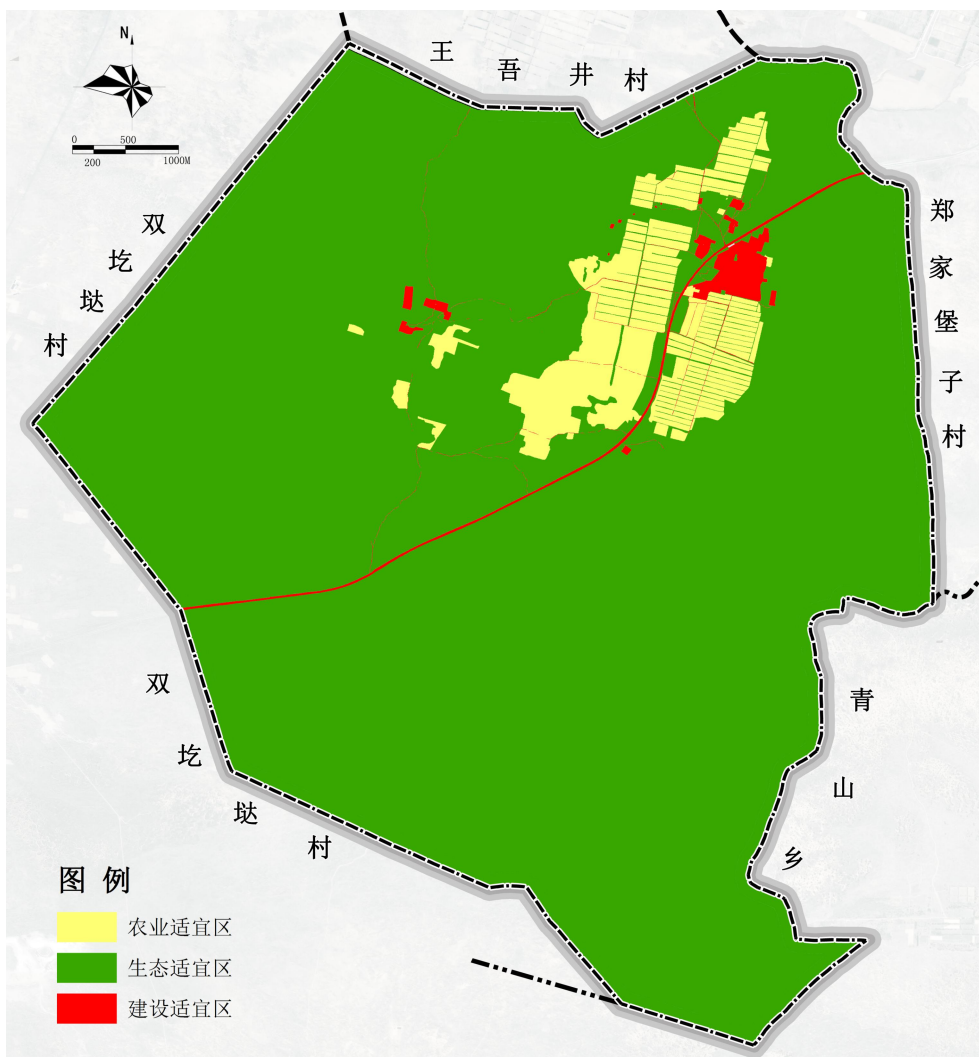 N
0 500
200 1000M
王吾井村
双圪垯村
郑家堡子村
双圪垯村
青山乡
图 例
农业适宜区
生态适宜区
建设适宜区